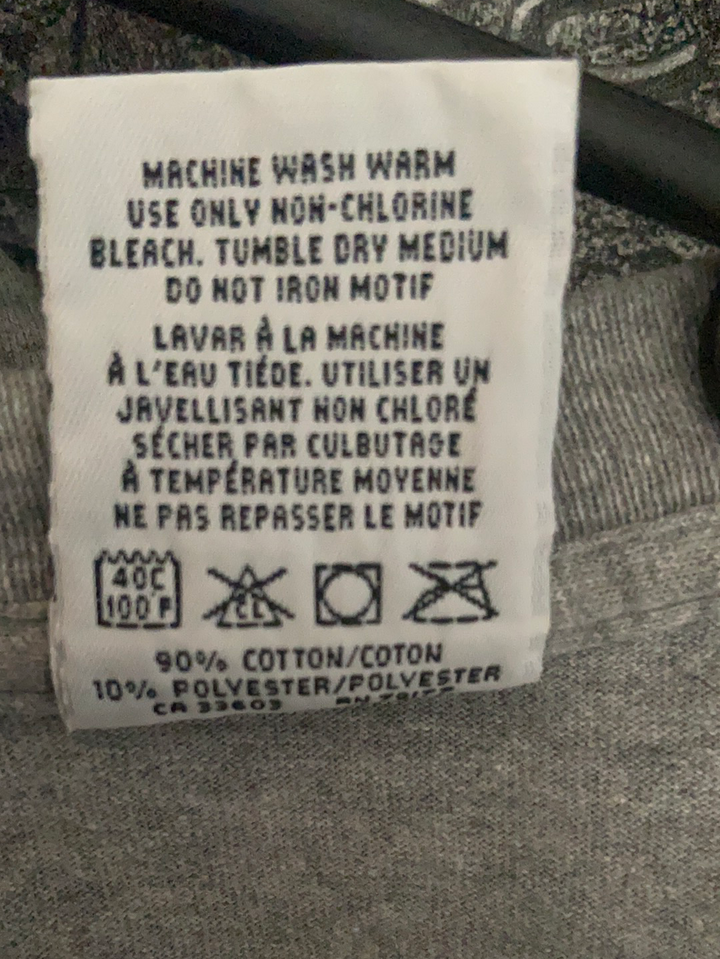 MACHINE WASH WARM
USE ONLY NON-CHLORINE
BLEACH. TUMBLE DRY MEDIUM
DO NOT IRON MOTIF
LAVAR À LA MACHINE
À L'EAU TIÉDE. UTILISER UN
JAVELLISANT NON CHLORÉ
SÉCHER PAR CULBUTAGE
À TEMPÉRATURE MOYENNE
NE PAS REPASSER LE MOTIF
40C
100°F
CL
90% COTTON/COTON
10% POLYESTER/POLYESTER
CA 33603 RN